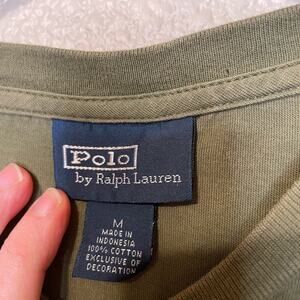 Polo
by Ralph Lauren
M
MADE IN
INDONESIA
100% COTTON
EXCLUSIVE OF
DECORATION